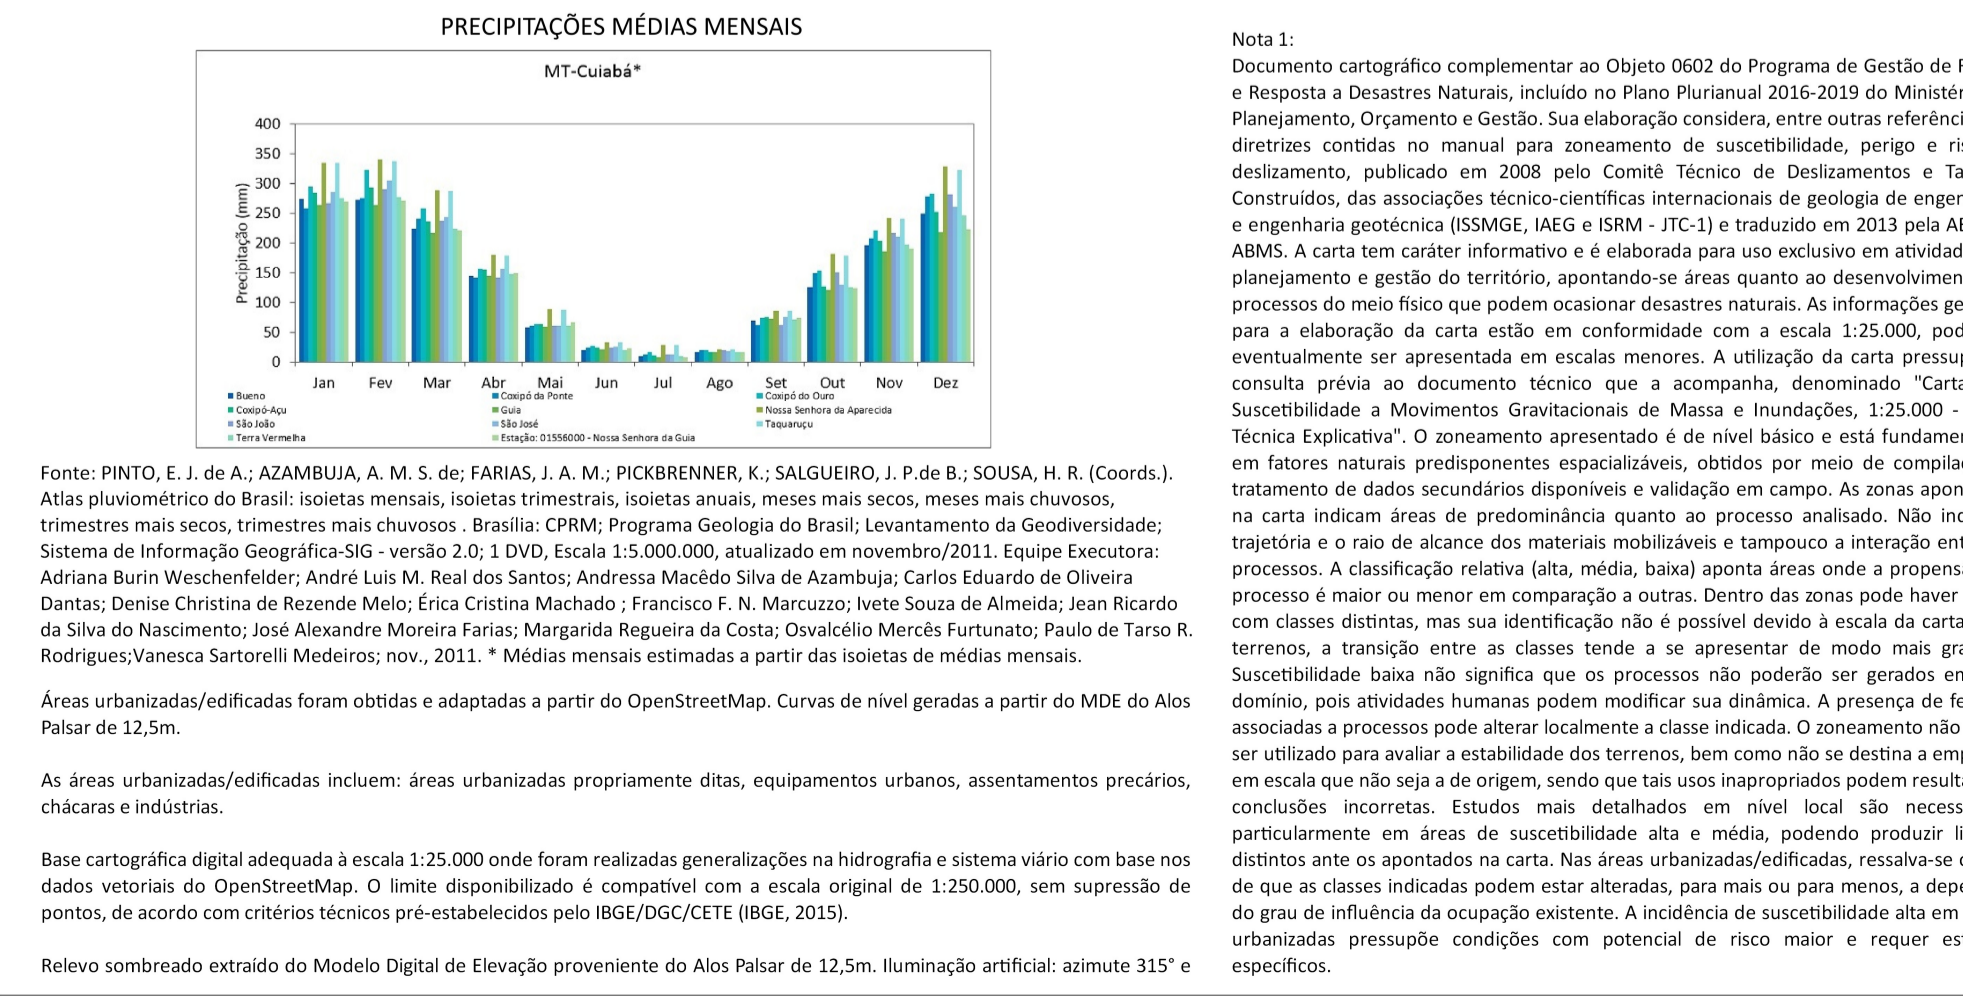 PRECIPITAÇÕES MÉDIAS MENSAIS
MT-Cuiabá*
Precipitação (mm)
400
350
300
250
200
150
100
50
0
Jan Fev Mar Abr Mai Jun Jul Ago Set Out Nov Dez
Bueno Coxipó da Ponte Coxipó do Ouro
Coxipó-Açu Guia Nossa Senhora da Aparecida
São João São José Taquaruçu
Terra Vermelha Estação: 01556000 - Nossa Senhora da Guia
Fonte: PINTO, E. J. de A.; AZAMBUJA, A. M. S. de; FARIAS, J. A. M.; PICKBRENNER, K.; SALGUEIRO, J. P.de B.; SOUSA, H. R. (Coords.).
Atlas pluviométrico do Brasil: isoietas mensais, isoietas trimestrais, isoietas anuais, meses mais secos, meses mais chuvosos,
trimestres mais secos, trimestres mais chuvosos . Brasília: CPRM; Programa Geologia do Brasil; Levantamento da Geodiversidade;
Sistema de Informação Geográfica-SIG - versão 2.0; 1 DVD, Escala 1:5.000.000, atualizado em novembro/2011. Equipe Executora:
Adriana Burin Weschenfelder; André Luis M. Real dos Santos; Andressa Macêdo Silva de Azambuja; Carlos Eduardo de Oliveira
Dantas; Denise Christina de Rezende Melo; Érica Cristina Machado ; Francisco F. N. Marcuzzo; Ivete Souza de Almeida; Jean Ricardo
da Silva do Nascimento; José Alexandre Moreira Farias; Margarida Regueira da Costa; Osvalcélio Mercês Furtunato; Paulo de Tarso R.
Rodrigues;Vanesca Sartorelli Medeiros; nov., 2011. * Médias mensais estimadas a partir das isoietas de médias mensais.
Áreas urbanizadas/edificadas foram obtidas e adaptadas a partir do OpenStreetMap. Curvas de nível geradas a partir do MDE do Alos
Palsar de 12,5m.
As áreas urbanizadas/edificadas incluem: áreas urbanizadas propriamente ditas, equipamentos urbanos, assentamentos precários,
chácaras e indústrias.
Base cartográfica digital adequada à escala 1:25.000 onde foram realizadas generalizações na hidrografia e sistema viário com base nos
dados vetoriais do OpenStreetMap. O limite disponibilizado é compatível com a escala original de 1:250.000, sem supressão de
pontos, de acordo com critérios técnicos pré-estabelecidos pelo IBGE/DGC/CETE (IBGE, 2015).
Relevo sombreado extraído do Modelo Digital de Elevação proveniente do Alos Palsar de 12,5m. Iluminação artificial: azimute 315° e
Nota 1:
Documento cartográfico complementar ao Objeto 0602 do Programa de Gestão de
e Resposta a Desastres Naturais, incluído no Plano Plurianual 2016-2019 do
Planejamento, Orçamento e Gestão. Sua elaboração considera, entre outras
diretrizes contidas no manual para zoneamento de suscetibilidade, perigo e
deslizamento, publicado em 2008 pelo Comitê Técnico de Deslizamentos e
Construídos, das associações técnico-científicas internacionais de geologia de
e engenharia geotécnica (ISSMGE, IAEG e ISRM - JTC-1) e traduzido em 2013 pela
ABMS. A carta tem caráter informativo e é elaborada para uso exclusivo em
planejamento e gestão do território, apontando-se áreas quanto ao
processos do meio físico que podem ocasionar desastres naturais. As informações
para a elaboração da carta estão em conformidade com a escala 1:25.000,
eventualmente ser apresentada em escalas menores. A utilização da carta
consulta prévia ao documento técnico que a acompanha, denominado "Carta
Suscetibilidade a Movimentos Gravitacionais de Massa e Inundações, 1:25.000 -
Técnica Explicativa". O zoneamento apresentado é de nível básico e está
em fatores naturais predisponentes espacializáveis, obtidos por meio de
tratamento de dados secundários disponíveis e validação em campo. As zonas
na carta indicam áreas de predominância quanto ao processo analisado. Não
trajetória e o raio de alcance dos materiais mobilizáveis e tampouco a interação
processos. A classificação relativa (alta, média, baixa) aponta áreas onde a
processo é maior ou menor em comparação a outras. Dentro das zonas pode haver
com classes distintas, mas sua identificação não é possível devido à escala da carta
terrenos, a transição entre as classes tende a se apresentar de modo mais
Suscetibilidade baixa não significa que os processos não poderão ser gerados
domínio, pois atividades humanas podem modificar sua dinâmica. A presença de
associadas a processos pode alterar localmente a classe indicada. O zoneamento não
ser utilizado para avaliar a estabilidade dos terrenos, bem como não se destina a
em escala que não seja a de origem, sendo que tais usos inapropriados podem
conclusões incorretas. Estudos mais detalhados em nível local são
particularmente em áreas de suscetibilidade alta e média, podendo produzir
distintos ante os apontados na carta. Nas áreas urbanizadas/edificadas, ressalva-se
de que as classes indicadas podem estar alteradas, para mais ou para menos, a
do grau de influência da ocupação existente. A incidência de suscetibilidade alta em
urbanizadas pressupõe condições com potencial de risco maior e requer
específicos.